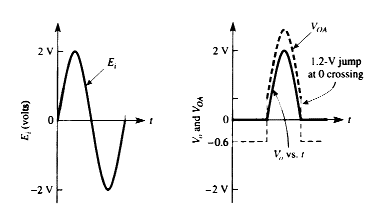 2 V
E_i
E_i (volts)
0
t
−2 V
V_OA
2 V
1.2-V jump
at 0 crossing
V_o and V_OA
0
t
−0.6
V_o vs. t
−2 V